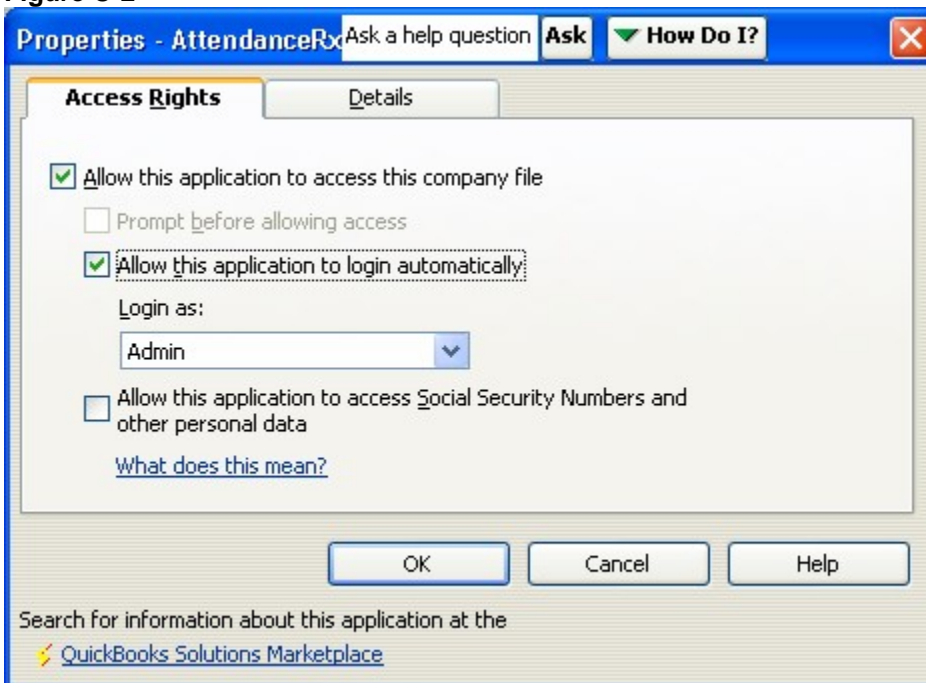 Properties - AttendanceRx Ask a help question Ask How Do I?
Access Rights Details
Allow this application to access this company file
Prompt before allowing access
Allow this application to login automatically
Login as:
Admin
Allow this application to access Social Security Numbers and
other personal data
What does this mean?
OK Cancel Help
Search for information about this application at the
QuickBooks Solutions Marketplace